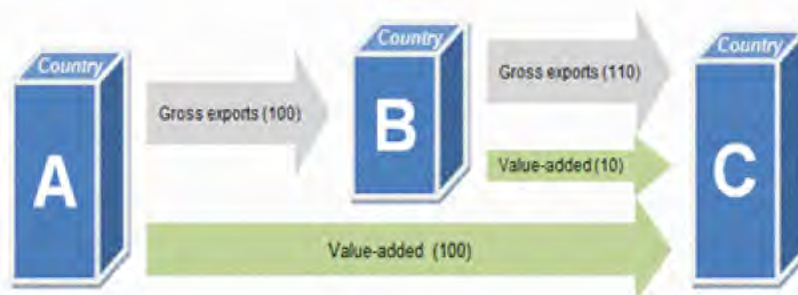 Country
A
Gross exports (100)
Country
B
Gross exports (110)
Value-added (10)
Country
C
Value-added (100)